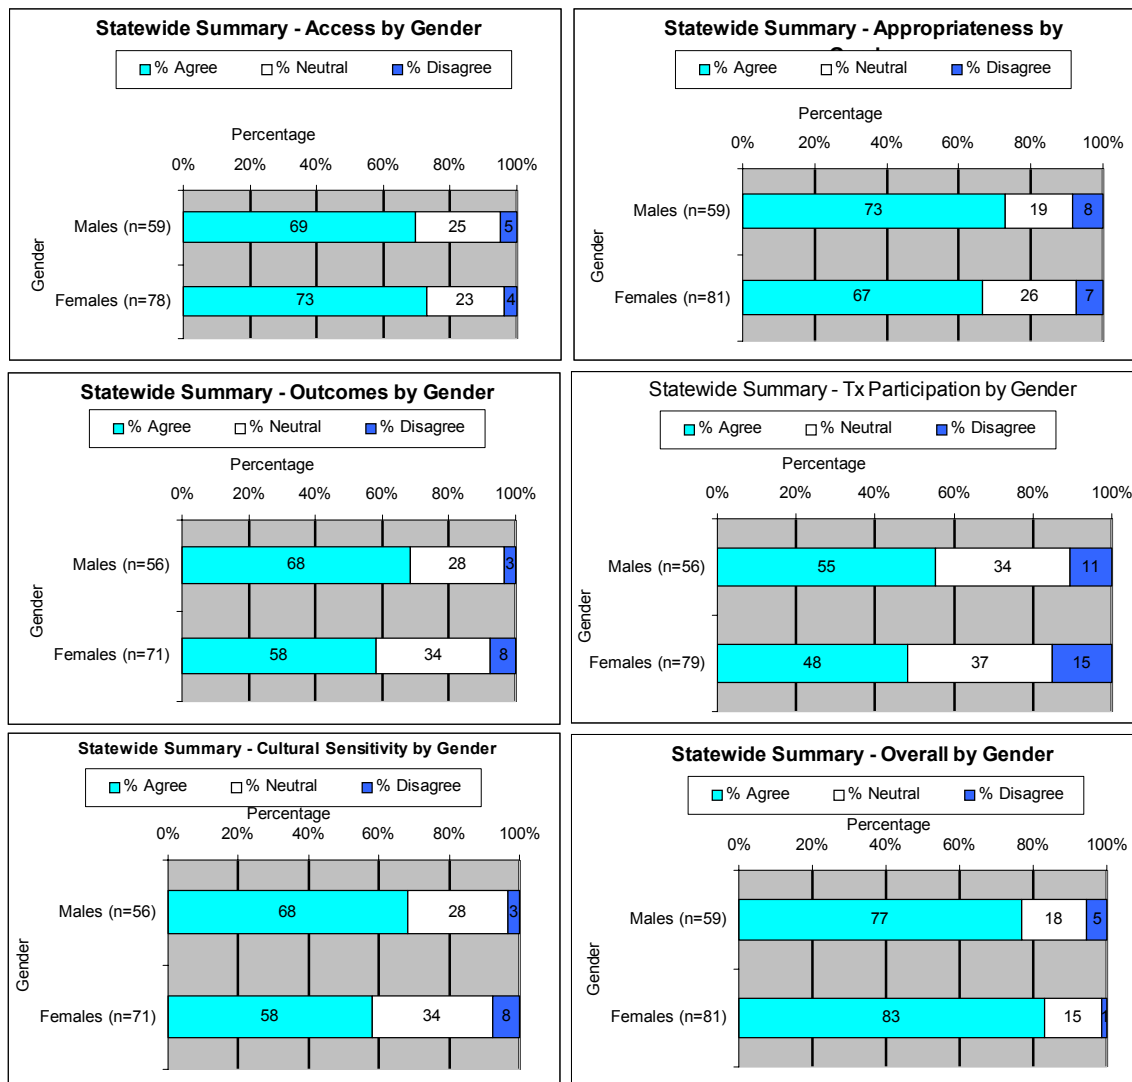 Statewide Summary - Access by Gender
% Agree % Neutral % Disagree
Percentage
0% 20% 40% 60% 80% 100%
Gender
Males (n=59) 69 25 5
Females (n=78) 73 23 4
Statewide Summary - Appropriateness by
% Agree % Neutral % Disagree
Percentage
0% 20% 40% 60% 80% 100%
Gender
Males (n=59) 73 19 8
Females (n=81) 67 26 7
Statewide Summary - Outcomes by Gender
% Agree % Neutral % Disagree
Percentage
0% 20% 40% 60% 80% 100%
Gender
Males (n=56) 68 28 3
Females (n=71) 58 34 8
Statewide Summary - Tx Participation by Gender
% Agree % Neutral % Disagree
Percentage
0% 20% 40% 60% 80% 100%
Gender
Males (n=56) 55 34 11
Females (n=79) 48 37 15
Statewide Summary - Cultural Sensitivity by Gender
% Agree % Neutral % Disagree
Percentage
0% 20% 40% 60% 80% 100%
Gender
Males (n=56) 68 28 3
Females (n=71) 58 34 8
Statewide Summary - Overall by Gender
% Agree % Neutral % Disagree
Percentage
0% 20% 40% 60% 80% 100%
Gender
Males (n=59) 77 18 5
Females (n=81) 83 15 1